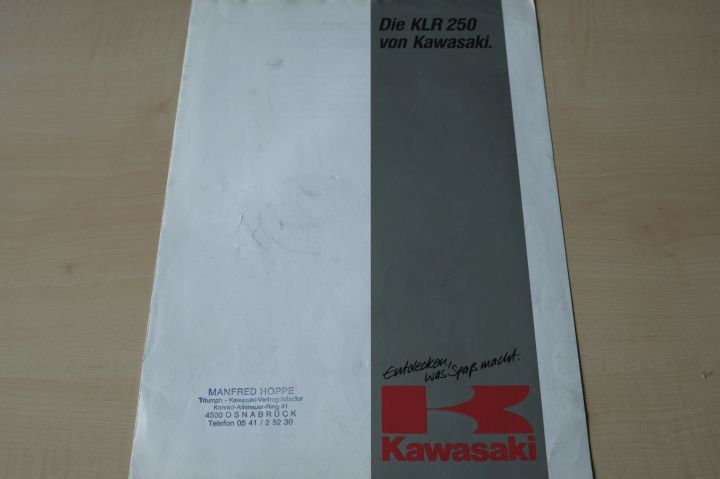 Die KLR 250
von Kawasaki.
Entdecken,
was Spaß macht.
Kawasaki
MANFRED HOPPE
Triumph - Kawasaki-Vertragshändler
Konrad-Adenauer-Ring 41
4500 OSNABRÜCK
Telefon 05 41 / 2 52 30